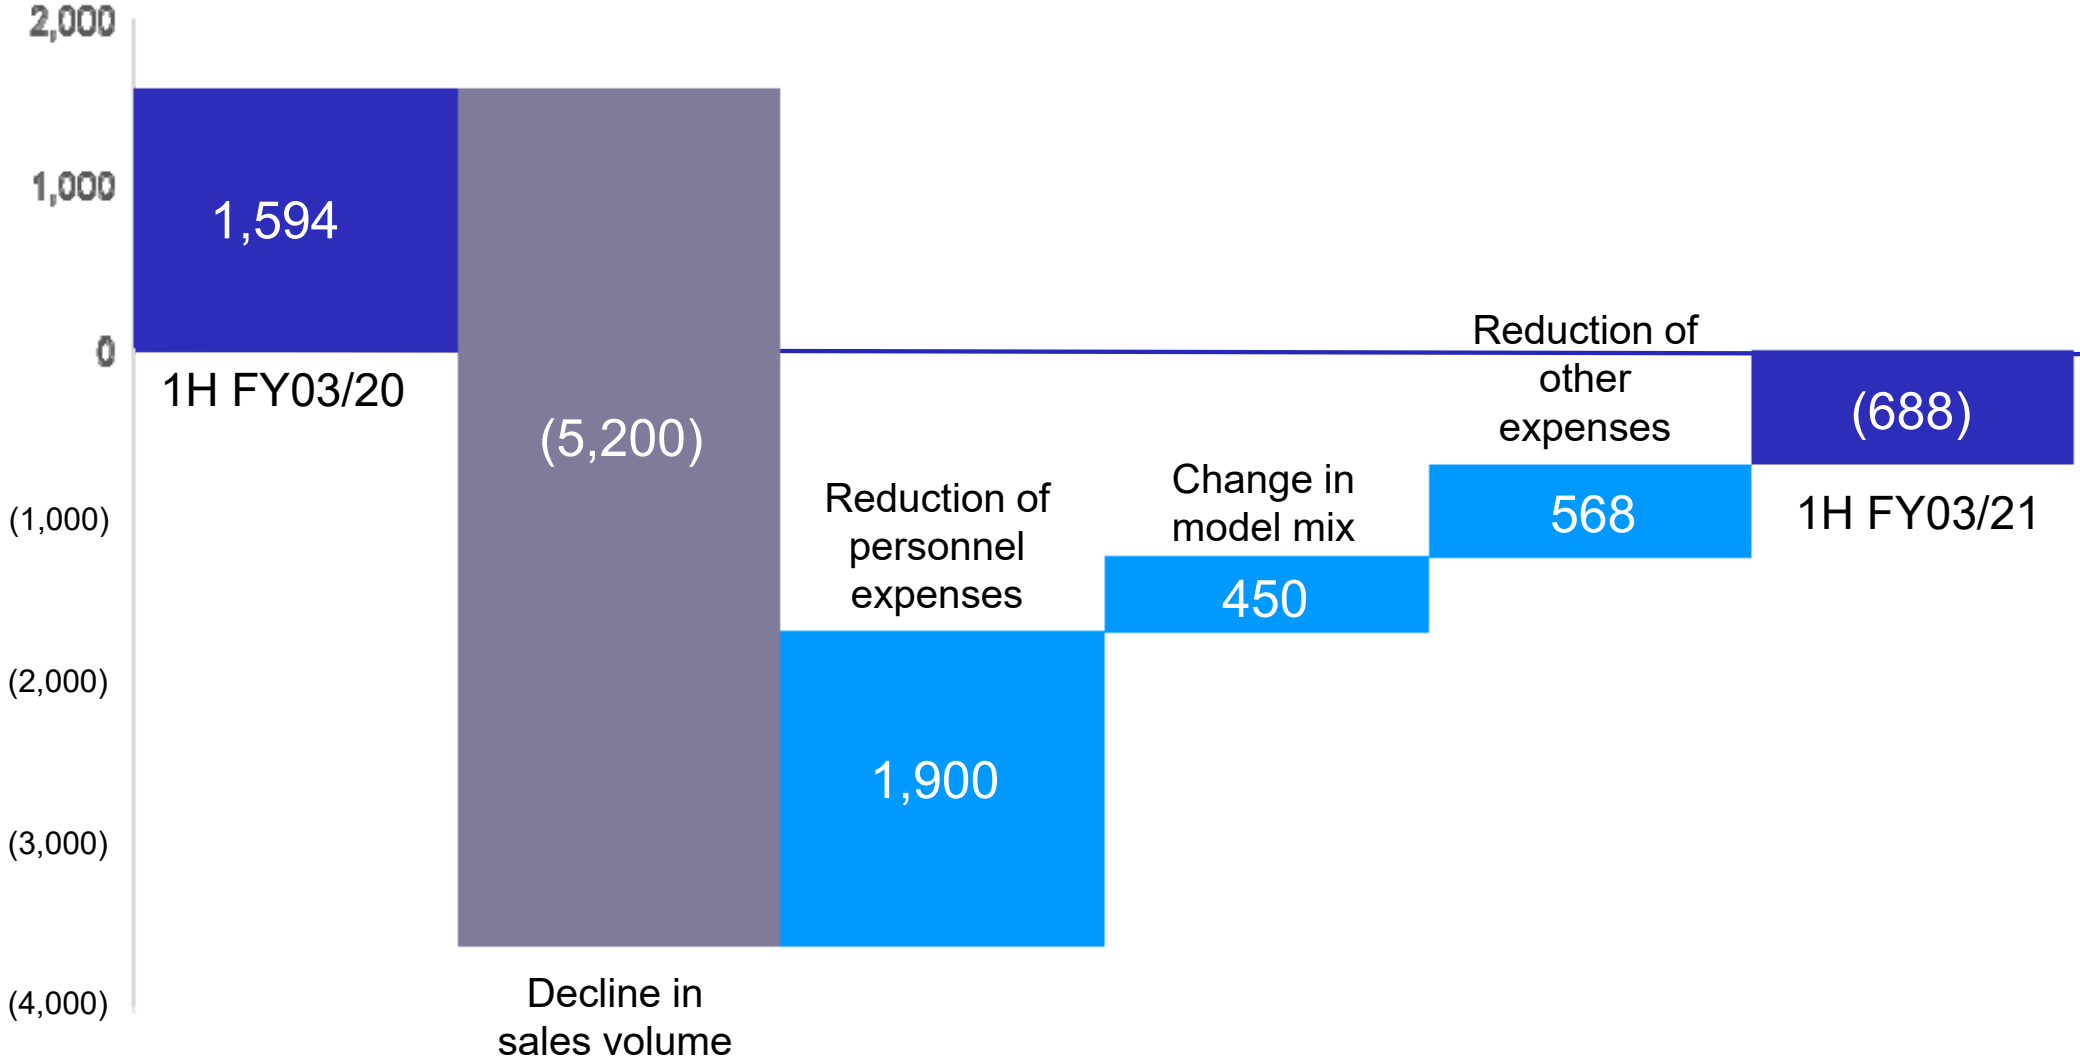 2,000
1,000
0
(1,000)
(2,000)
(3,000)
(4,000)
1,594
1H FY03/20
(5,200)
Decline in
sales volume
Reduction of
personnel
expenses
1,900
Change in
model mix
450
Reduction of
other
expenses
568
(688)
1H FY03/21